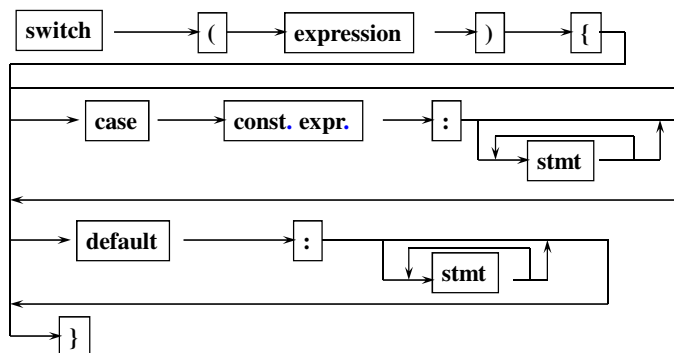 switch ( expression ) {
case const. expr. :
stmt
default :
stmt
}